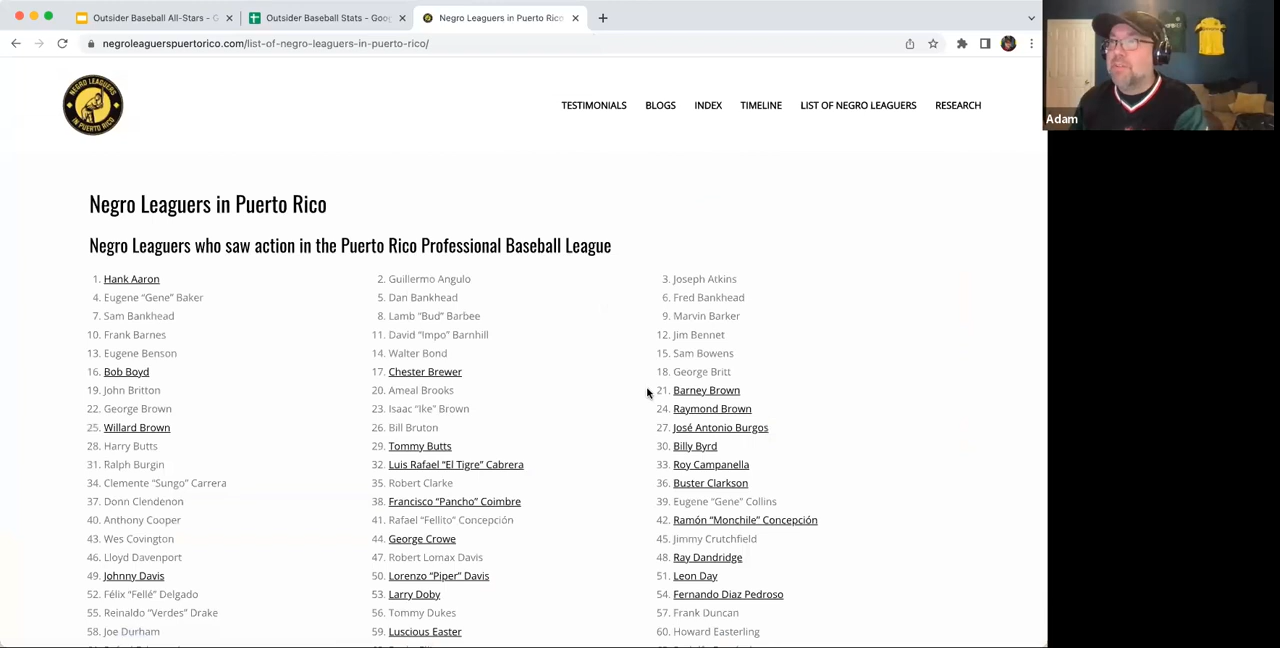 Outsider Baseball All-Stars - G
Outsider Baseball Stats - Goog
Negro Leaguers in Puerto Rico
negroleaguerspuertorico.com/list-of-negro-leaguers-in-puerto-rico/
Adam
NEGRO LEAGUERS
IN PUERTO RICO
TESTIMONIALS BLOGS INDEX TIMELINE LIST OF NEGRO LEAGUERS RESEARCH
Negro Leaguers in Puerto Rico
Negro Leaguers who saw action in the Puerto Rico Professional Baseball League
1. Hank Aaron 2. Guillermo Angulo 3. Joseph Atkins
4. Eugene “Gene” Baker 5. Dan Bankhead 6. Fred Bankhead
7. Sam Bankhead 8. Lamb “Bud” Barbee 9. Marvin Barker
10. Frank Barnes 11. David “Impo” Barnhill 12. Jim Bennet
13. Eugene Benson 14. Walter Bond 15. Sam Bowens
16. Bob Boyd 17. Chester Brewer 18. George Britt
19. John Britton 20. Ameal Brooks 21. Barney Brown
22. George Brown 23. Isaac “Ike” Brown 24. Raymond Brown
25. Willard Brown 26. Bill Bruton 27. José Antonio Burgos
28. Harry Butts 29. Tommy Butts 30. Billy Byrd
31. Ralph Burgin 32. Luis Rafael “El Tigre” Cabrera 33. Roy Campanella
34. Clemente “Sungo” Carrera 35. Robert Clarke 36. Buster Clarkson
37. Donn Clendenon 38. Francisco “Pancho” Coimbre 39. Eugene “Gene” Collins
40. Anthony Cooper 41. Rafael “Fellito” Concepción 42. Ramón “Monchile” Concepción
43. Wes Covington 44. George Crowe 45. Jimmy Crutchfield
46. Lloyd Davenport 47. Robert Lomax Davis 48. Ray Dandridge
49. Johnny Davis 50. Lorenzo “Piper” Davis 51. Leon Day
52. Félix “Fellé” Delgado 53. Larry Doby 54. Fernando Diaz Pedroso
55. Reinaldo “Verdes” Drake 56. Tommy Dukes 57. Frank Duncan
58. Joe Durham 59. Luscious Easter 60. Howard Easterling